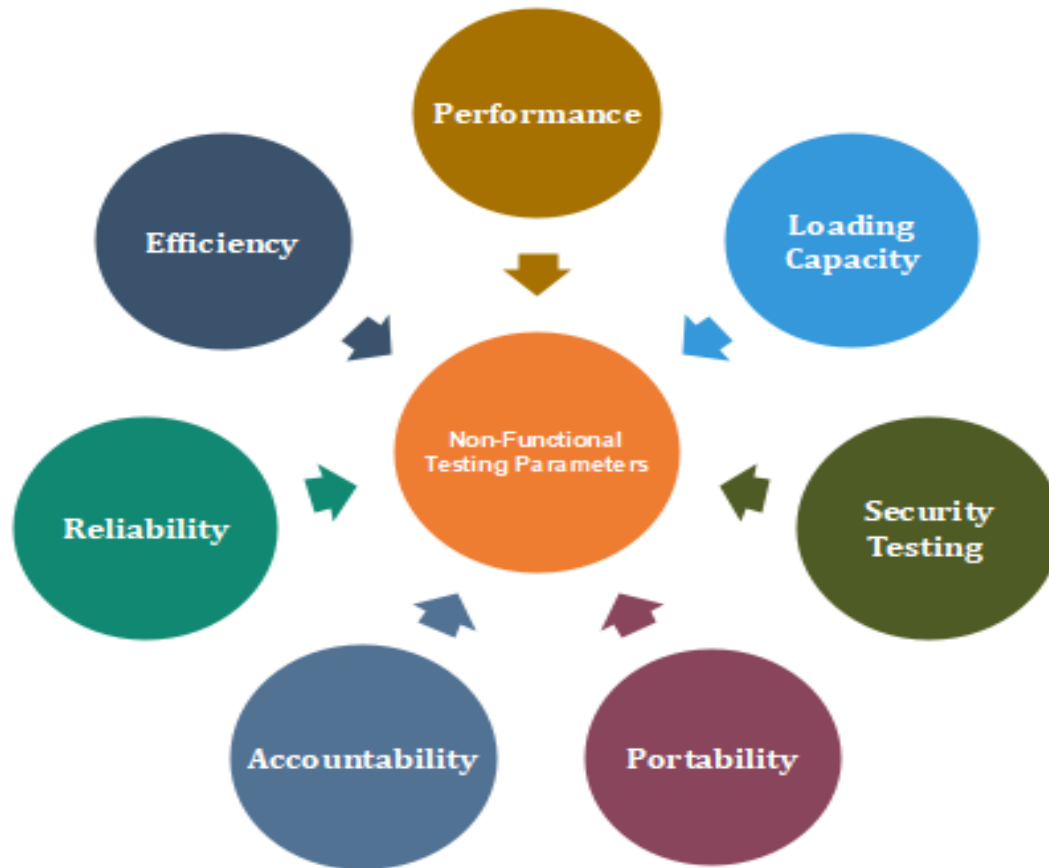 Performance
Loading
Capacity
Security
Testing
Portability
Accountability
Reliability
Efficiency
Non-Functional
Testing Parameters